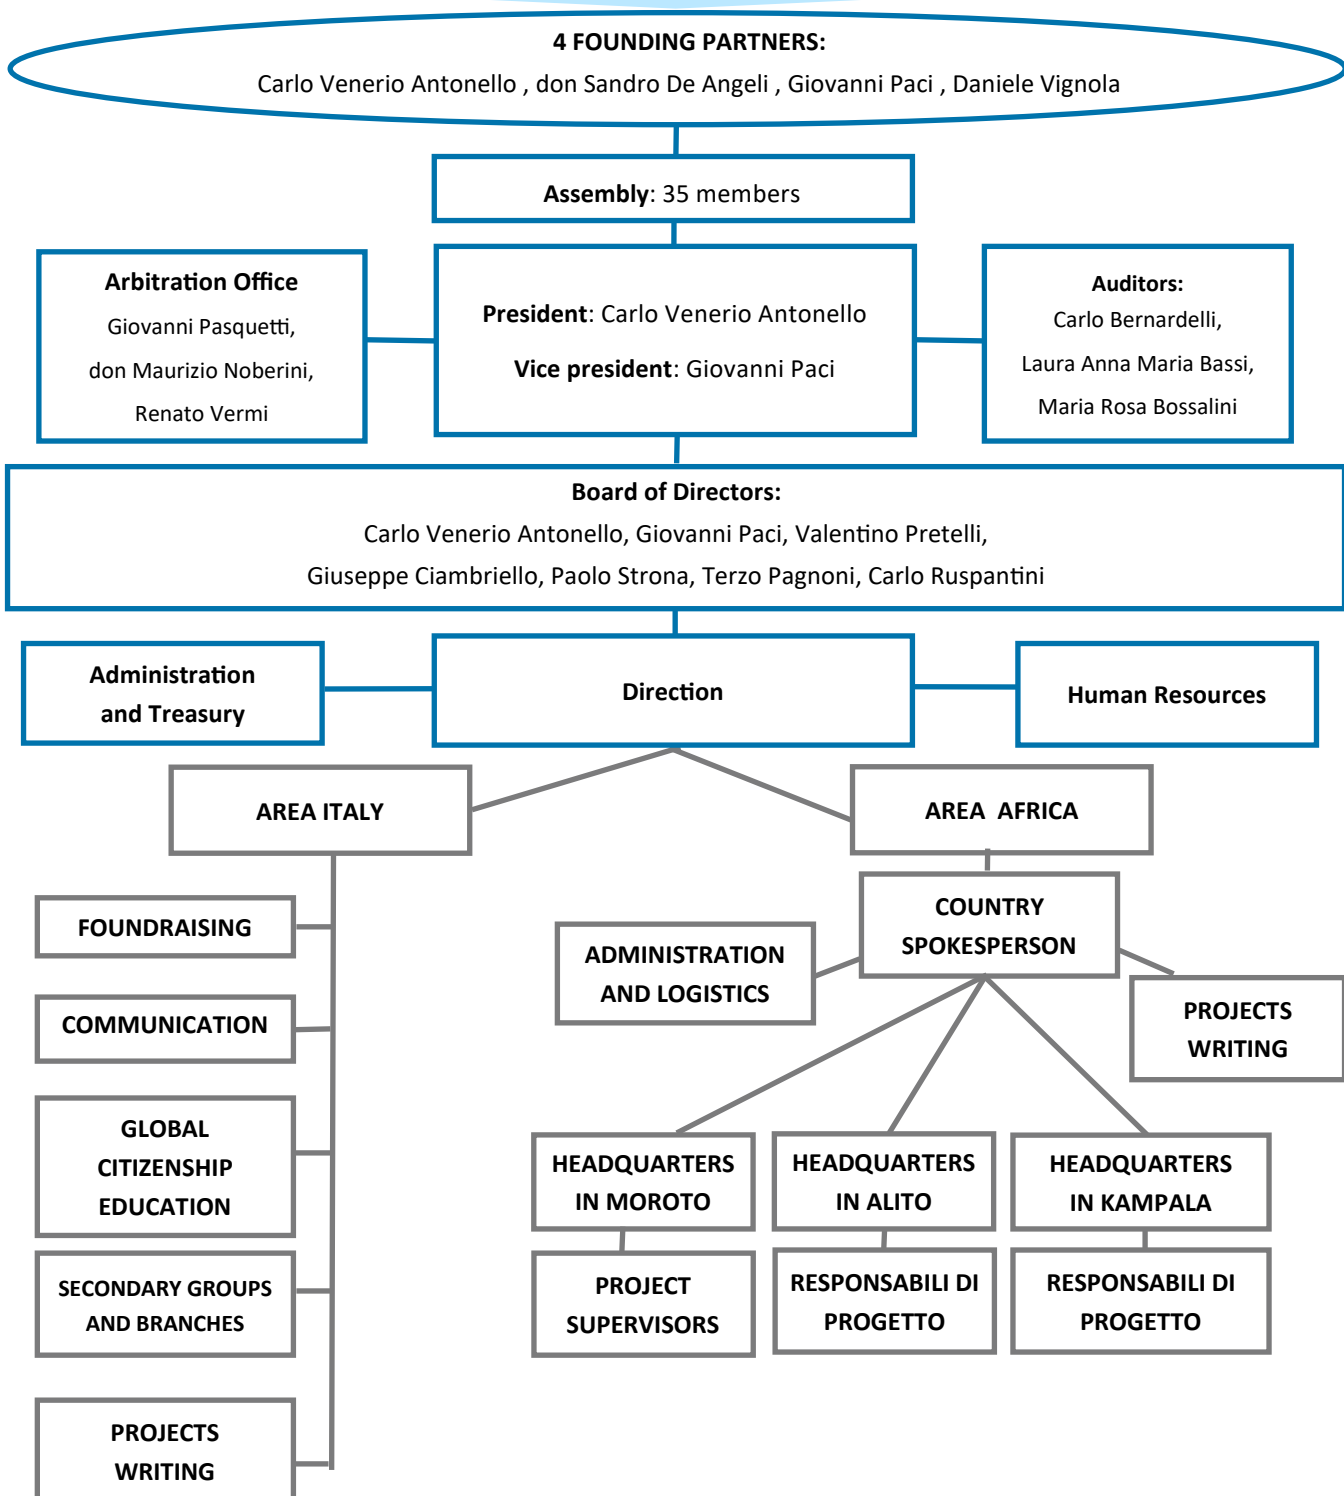 4 FOUNDING PARTNERS:
Carlo Venerio Antonello , don Sandro De Angeli , Giovanni Paci , Daniele Vignola
Assembly: 35 members
Arbitration Office
Giovanni Pasquetti,
don Maurizio Noberini,
Renato Vermi
President: Carlo Venerio Antonello
Vice president: Giovanni Paci
Auditors:
Carlo Bernardelli,
Laura Anna Maria Bassi,
Maria Rosa Bossalini
Board of Directors:
Carlo Venerio Antonello, Giovanni Paci, Valentino Pretelli,
Giuseppe Ciambriello, Paolo Strona, Terzo Pagnoni, Carlo Ruspantini
Administration
and Treasury
Direction
Human Resources
AREA ITALY
AREA  AFRICA
FOUNDRAISING
COMMUNICATION
GLOBAL
CITIZENSHIP
EDUCATION
SECONDARY GROUPS
AND BRANCHES
PROJECTS
WRITING
COUNTRY
SPOKESPERSON
ADMINISTRATION
AND LOGISTICS
PROJECTS
WRITING
HEADQUARTERS
IN MOROTO
HEADQUARTERS
IN ALITO
HEADQUARTERS
IN KAMPALA
PROJECT
SUPERVISORS
RESPONSABILI DI
PROGETTO
RESPONSABILI DI
PROGETTO